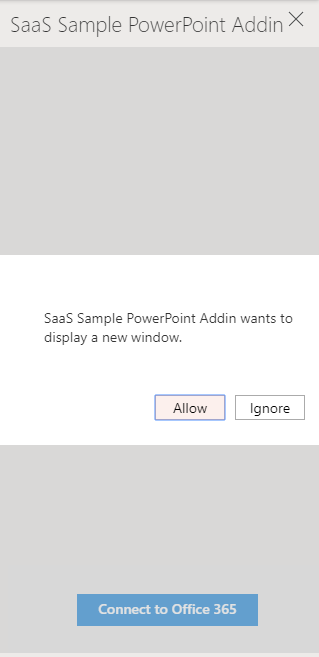 SaaS Sample PowerPoint Addin
SaaS Sample PowerPoint Addin wants to
display a new window.
Allow
Ignore
Connect to Office 365